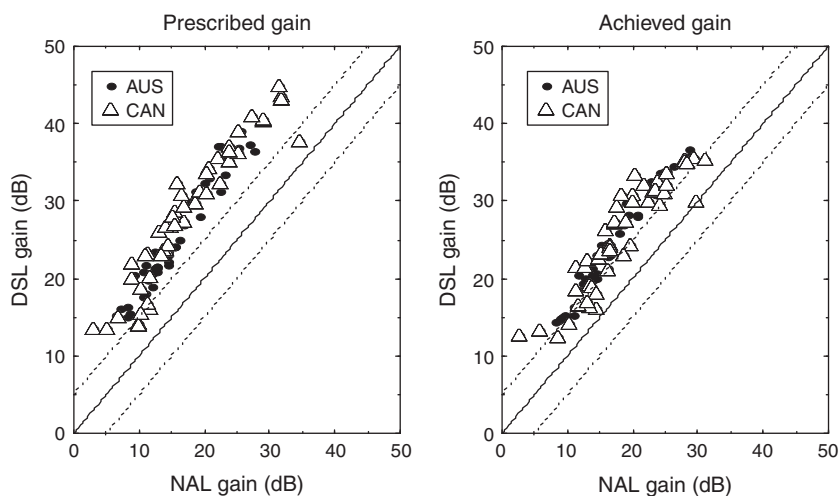 Prescribed gain
50
40
30
20
10
0
DSL gain (dB)
AUS
CAN
0 10 20 30 40 50
NAL gain (dB)
Achieved gain
50
40
30
20
10
0
DSL gain (dB)
AUS
CAN
0 10 20 30 40 50
NAL gain (dB)